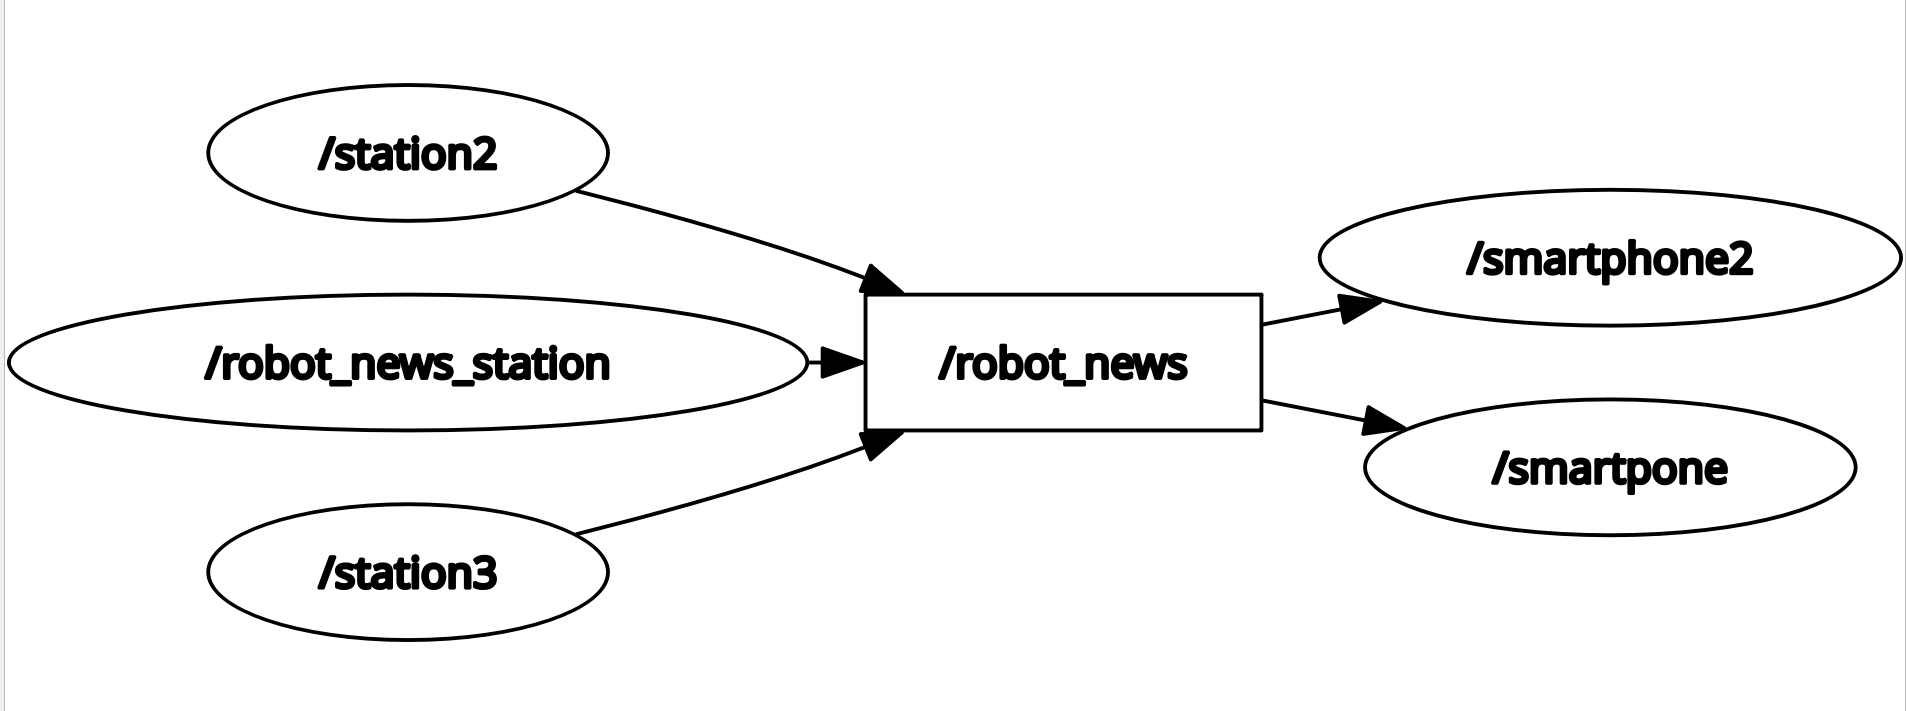 /station2
/smartphone2
/robot_news_station
/robot_news
/smartpone
/station3